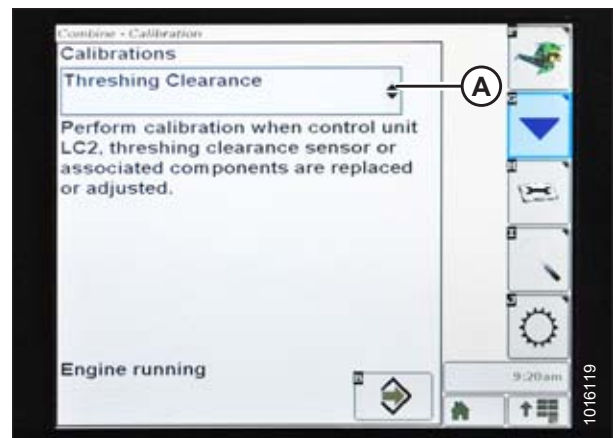 Combine - Calibration
Calibrations
Threshing Clearance
A
Perform calibration when control unit
LC2, threshing clearance sensor or
associated components are replaced
or adjusted.
Engine running
9:20am
1016119